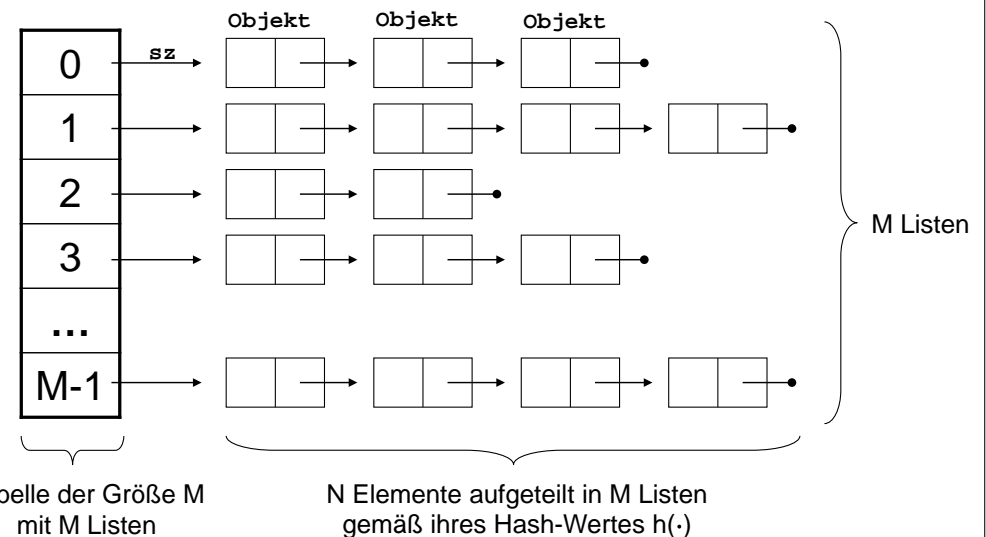 Objekt Objekt Objekt
0 sz
1
2
M Listen
3
...
M-1
der Größe M
mit M Listen
N Elemente aufgeteilt in M Listen
gemäß ihres Hash-Wertes h(·)